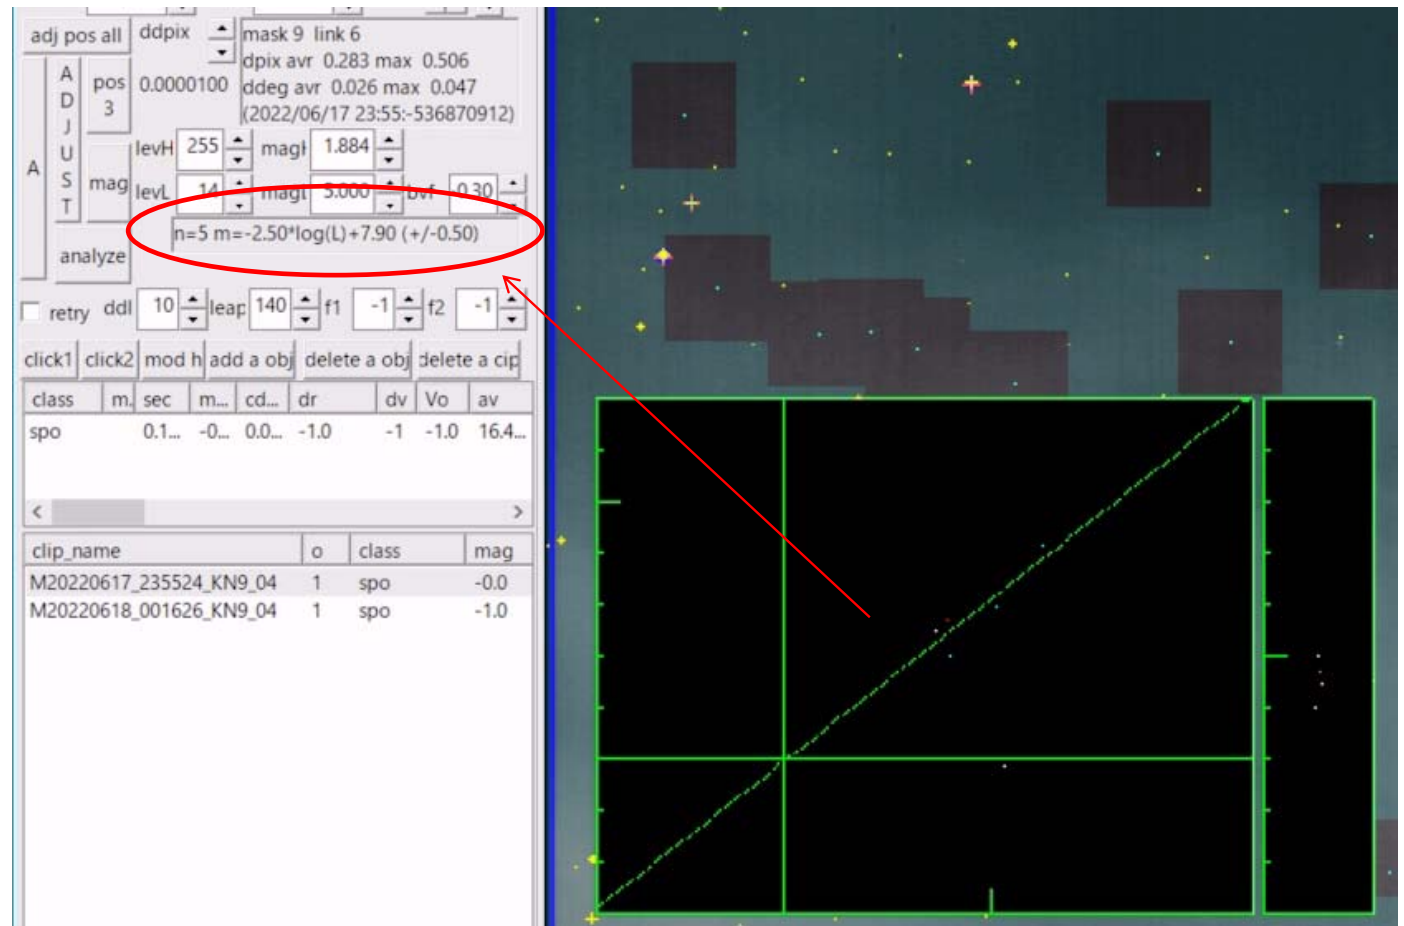 adj pos all ddpix mask 9 link 6
dpix avr 0.283 max 0.506
A ADJUST pos 3 0.0000100 ddeg avr 0.026 max 0.047
(2022/06/17 23:55:-536870912)
levH 255 magH 1.884
mag levL 14 magL 5.000 bvf 0.30
n=5 m=-2.50*log(L)+7.90 (+/-0.50)
analyze
retry ddl 10 leap 140 f1 -1 f2 -1
click1 click2 mod h add a obj delete a obj delete a clp
class m. sec m... cd... dr dv Vo av
spo 0.1... -0... 0.0... -1.0 -1 -1.0 16.4...
< >
clip_name o class mag
M20220617_235524_KN9_04 1 spo -0.0
M20220618_001626_KN9_04 1 spo -1.0